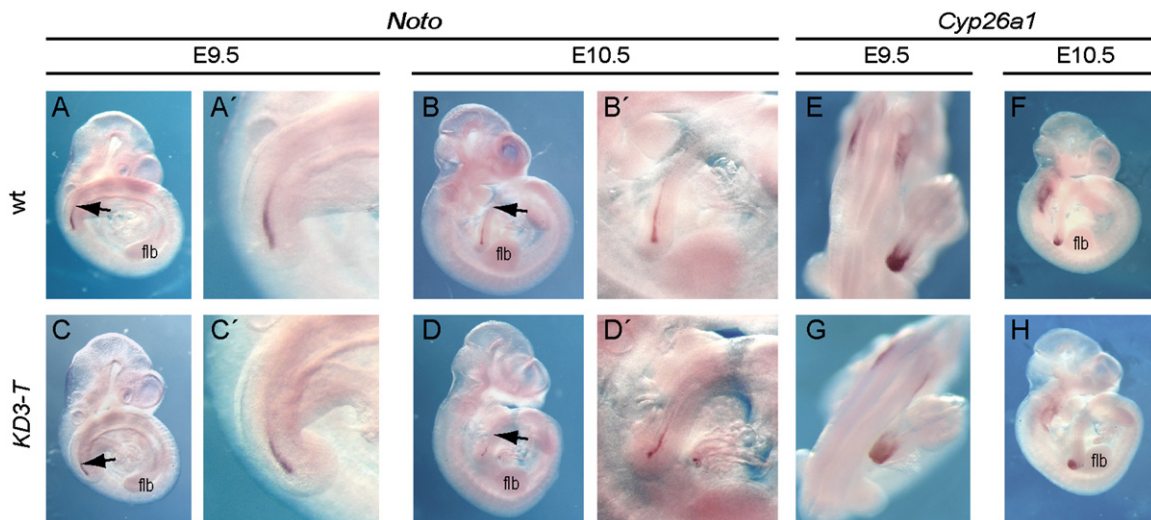 Noto Cyp26a1
E9.5 E10.5 E9.5 E10.5
wt
A A´ B B´ E F
flb flb flb
KD3-T
C C´ D D´ G H
flb flb flb